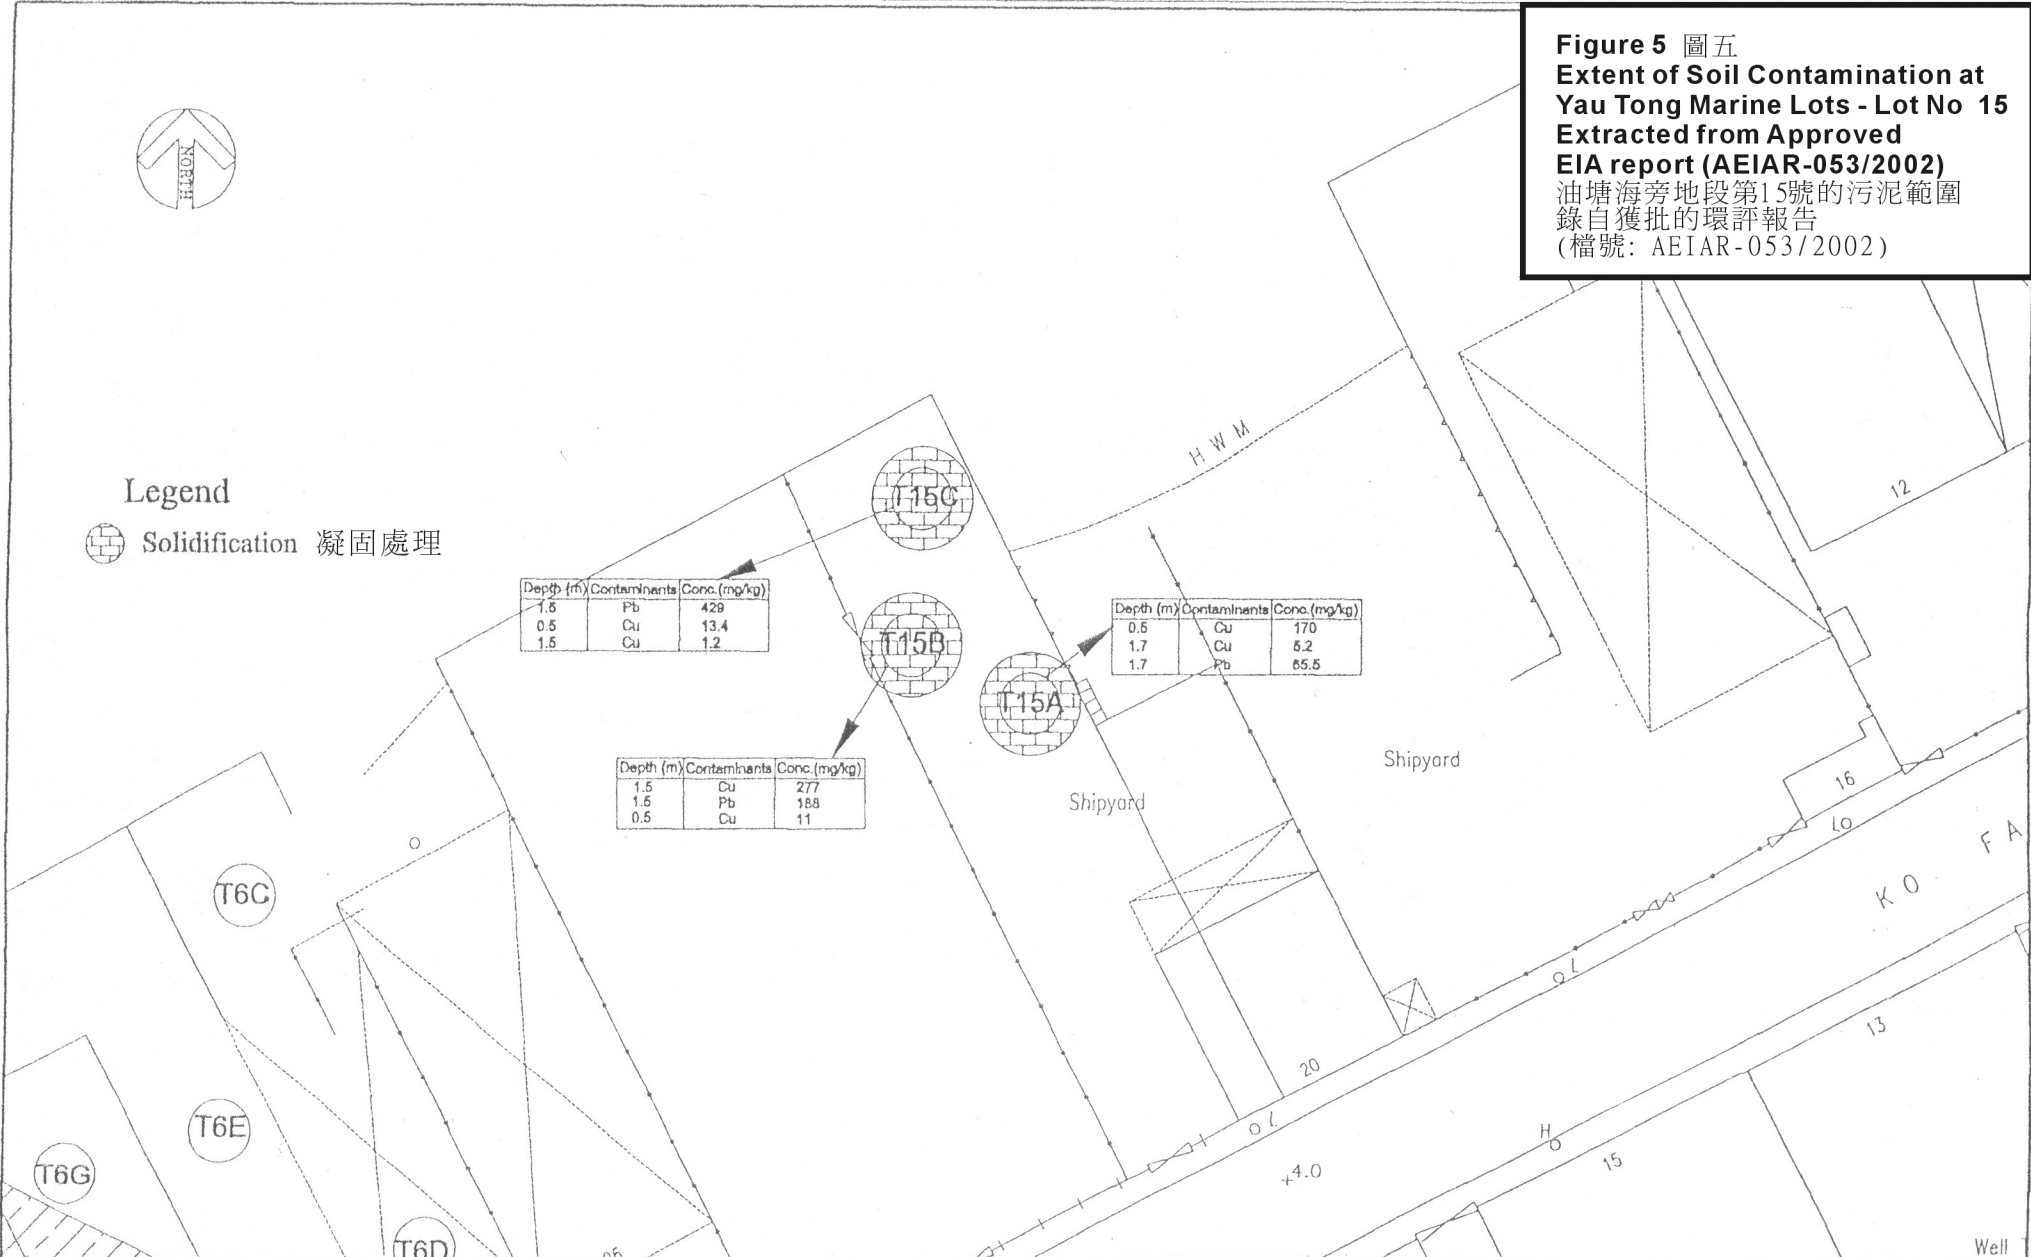 Figure 5 圖五
Extent of Soil Contamination at
Yau Tong Marine Lots - Lot No 15
Extracted from Approved
EIA report (AEIAR-053/2002)
油塘海旁地段第15號的污泥範圍
錄自獲批的環評報告
(檔號: AEIAR-053/2002)
NORTH
Legend
Solidification 凝固處理
H W M
12
T15C
Depth (m) Contaminants Conc.(mg/kg)
1.5 Pb 429
0.5 Cu 13.4
1.5 Cu 1.2
T15B
Depth (m) Contaminants Conc.(mg/kg)
0.5 Cu 170
1.7 Cu 5.2
1.7 Pb 65.5
T15A
Depth (m) Contaminants Conc.(mg/kg)
1.5 Cu 277
1.5 Pb 188
0.5 Cu 11
Shipyard
Shipyard
16
T6C
K O
F A
20
13
T6E
H
15
+4.0
T6G
T6D
Well